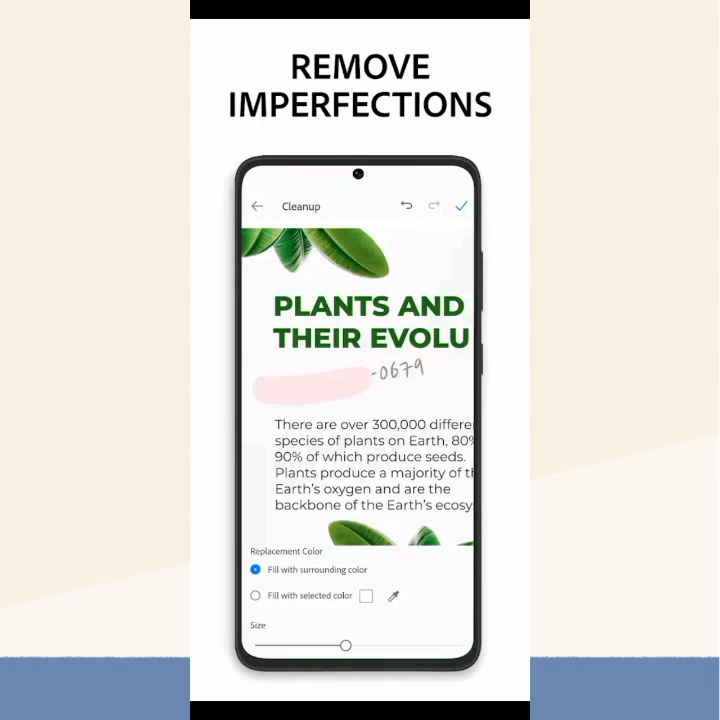 REMOVE
IMPERFECTIONS
Cleanup
PLANTS AND
THEIR EVOLU
-0679
There are over 300,000 differe
species of plants on Earth, 80%
90% of which produce seeds.
Plants produce a majority of th
Earth's oxygen and are the
backbone of the Earth's ecosy
Replacement Color
Fill with surrounding color
Fill with selected color
Size